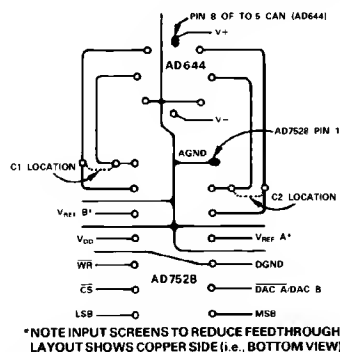 PIN 8 OF TO 5 CAN (AD644)
V+
AD644
V−
AD7528 PIN 1
AGND
C1 LOCATION
C2 LOCATION
VREF B*
VREF A*
VDD
DGND
WR
AD7528
CS
DAC A/DAC B
LSB
MSB
*NOTE INPUT SCREENS TO REDUCE FEEDTHROUGH
LAYOUT SHOWS COPPER SIDE (i.e., BOTTOM VIEW)